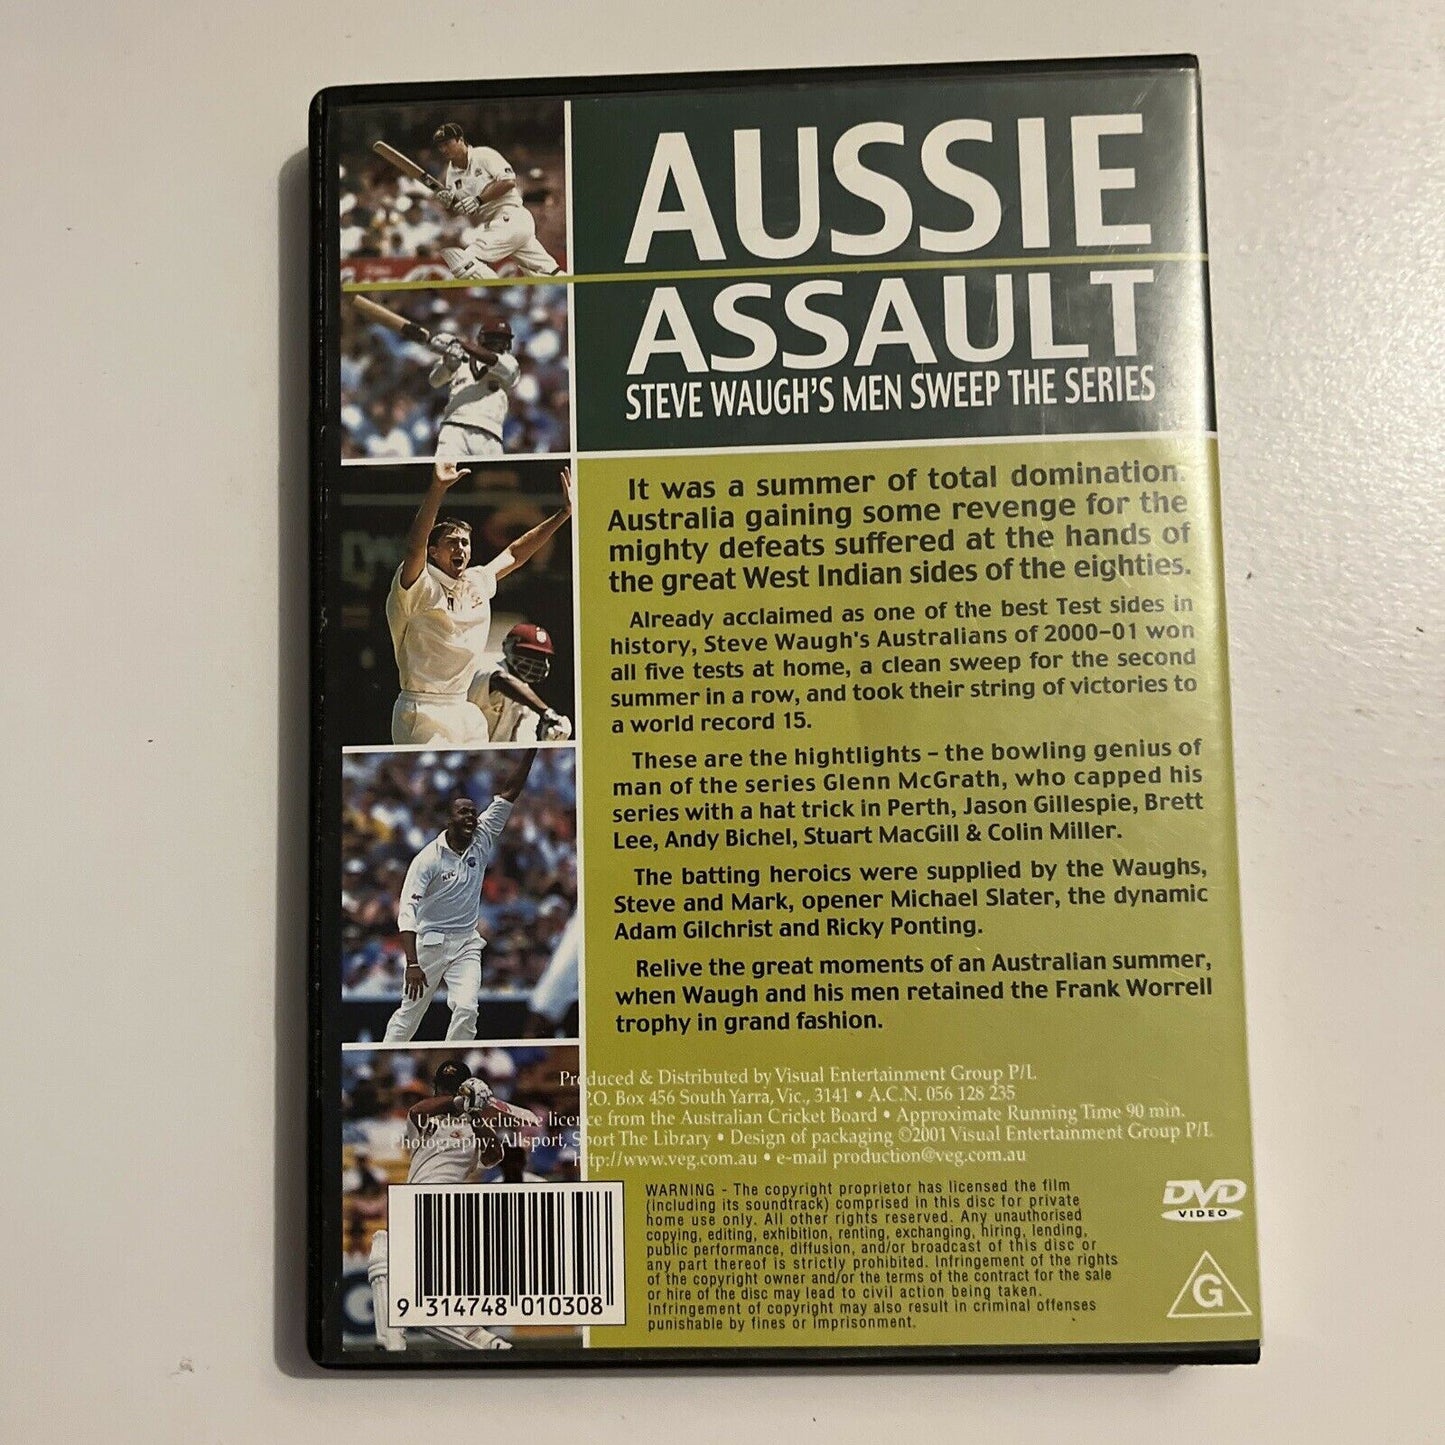 AUSSIE
ASSAULT
STEVE WAUGH'S MEN SWEEP THE SERIES
It was a summer of total domination.
Australia gaining some revenge for the
mighty defeats suffered at the hands of
the great West Indian sides of the eighties.
Already acclaimed as one of the best Test sides in
history, Steve Waugh's Australians of 2000-01 won
all five tests at home, a clean sweep for the second
summer in a row, and took their string of victories to
a world record 15.
These are the hightlights – the bowling genius of
man of the series Glenn McGrath, who capped his
series with a hat trick in Perth, Jason Gillespie, Brett
Lee, Andy Bichel, Stuart MacGill & Colin Miller.
The batting heroics were supplied by the Waughs,
Steve and Mark, opener Michael Slater, the dynamic
Adam Gilchrist and Ricky Ponting.
Relive the great moments of an Australian summer,
when Waugh and his men retained the Frank Worrell
trophy in grand fashion.
Produced & Distributed by Visual Entertainment Group P/L
P.O. Box 456 South Yarra, Vic., 3141 • A.C.N. 056 128 235
Under exclusive licence from the Australian Cricket Board • Approximate Running Time 90 min.
Photography: Allsport, Sport The Library • Design of packaging ©2001 Visual Entertainment Group P/L
http://www.veg.com.au • e-mail production@veg.com.au
WARNING - The copyright proprietor has licensed the film
(including its soundtrack) comprised in this disc for private
home use only. All other rights reserved. Any unauthorised
copying, editing, exhibition, renting, exchanging, hiring, lending,
public performance, diffusion, and/or broadcast of this disc or
any part thereof is strictly prohibited. Infringement of the rights
of the copyright owner and/or the terms of the contract for the sale
or hire of the disc may lead to civil action being taken.
Infringement of copyright may also result in criminal offenses
punishable by fines or imprisonment.
DVD
VIDEO
G
9 314748 010308